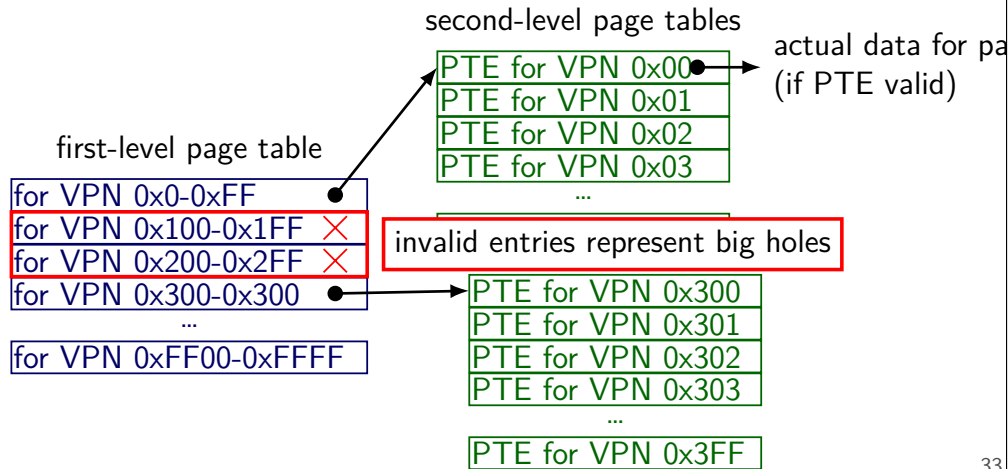 second-level page tables
actual data for pa
(if PTE valid)
PTE for VPN 0x00
PTE for VPN 0x01
PTE for VPN 0x02
PTE for VPN 0x03
...
first-level page table
for VPN 0x0-0xFF
for VPN 0x100-0x1FF
for VPN 0x200-0x2FF
for VPN 0x300-0x300
...
for VPN 0xFF00-0xFFFF
invalid entries represent big holes
PTE for VPN 0x300
PTE for VPN 0x301
PTE for VPN 0x302
PTE for VPN 0x303
...
PTE for VPN 0x3FF
33